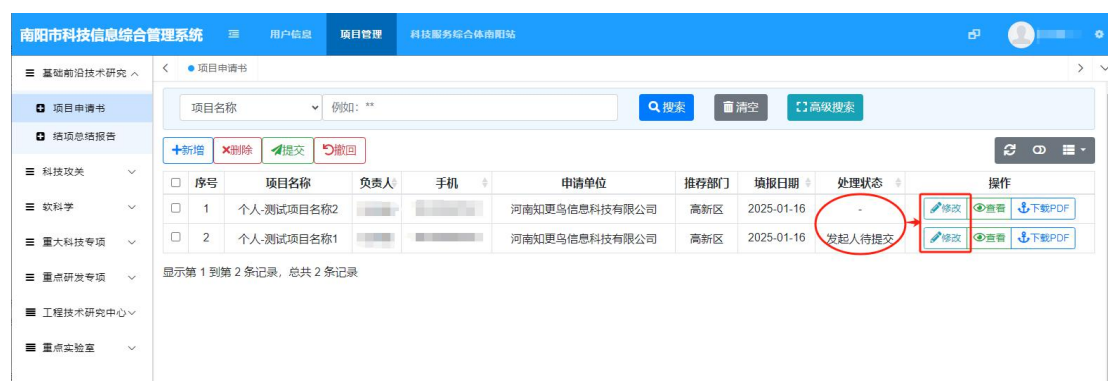 南阳市科技信息综合管理系统 用户信息 项目管理 科技服务综合体南阳站
基础前沿技术研究
项目申请书
结项总结报告
科技攻关
软科学
重大科技专项
重点研发专项
工程技术研究中心
重点实验室
项目申请书
项目名称 例如：** 搜索 清空 高级搜索
新增 删除 提交 撤回
序号 项目名称 负责人 手机 申请单位 推荐部门 填报日期 处理状态 操作
1 个人-测试项目名称2 河南知更鸟信息科技有限公司 高新区 2025-01-16 - 修改 查看 下载PDF
2 个人-测试项目名称1 河南知更鸟信息科技有限公司 高新区 2025-01-16 发起人待提交 修改 查看 下载PDF
显示第 1 到第 2 条记录，总共 2 条记录